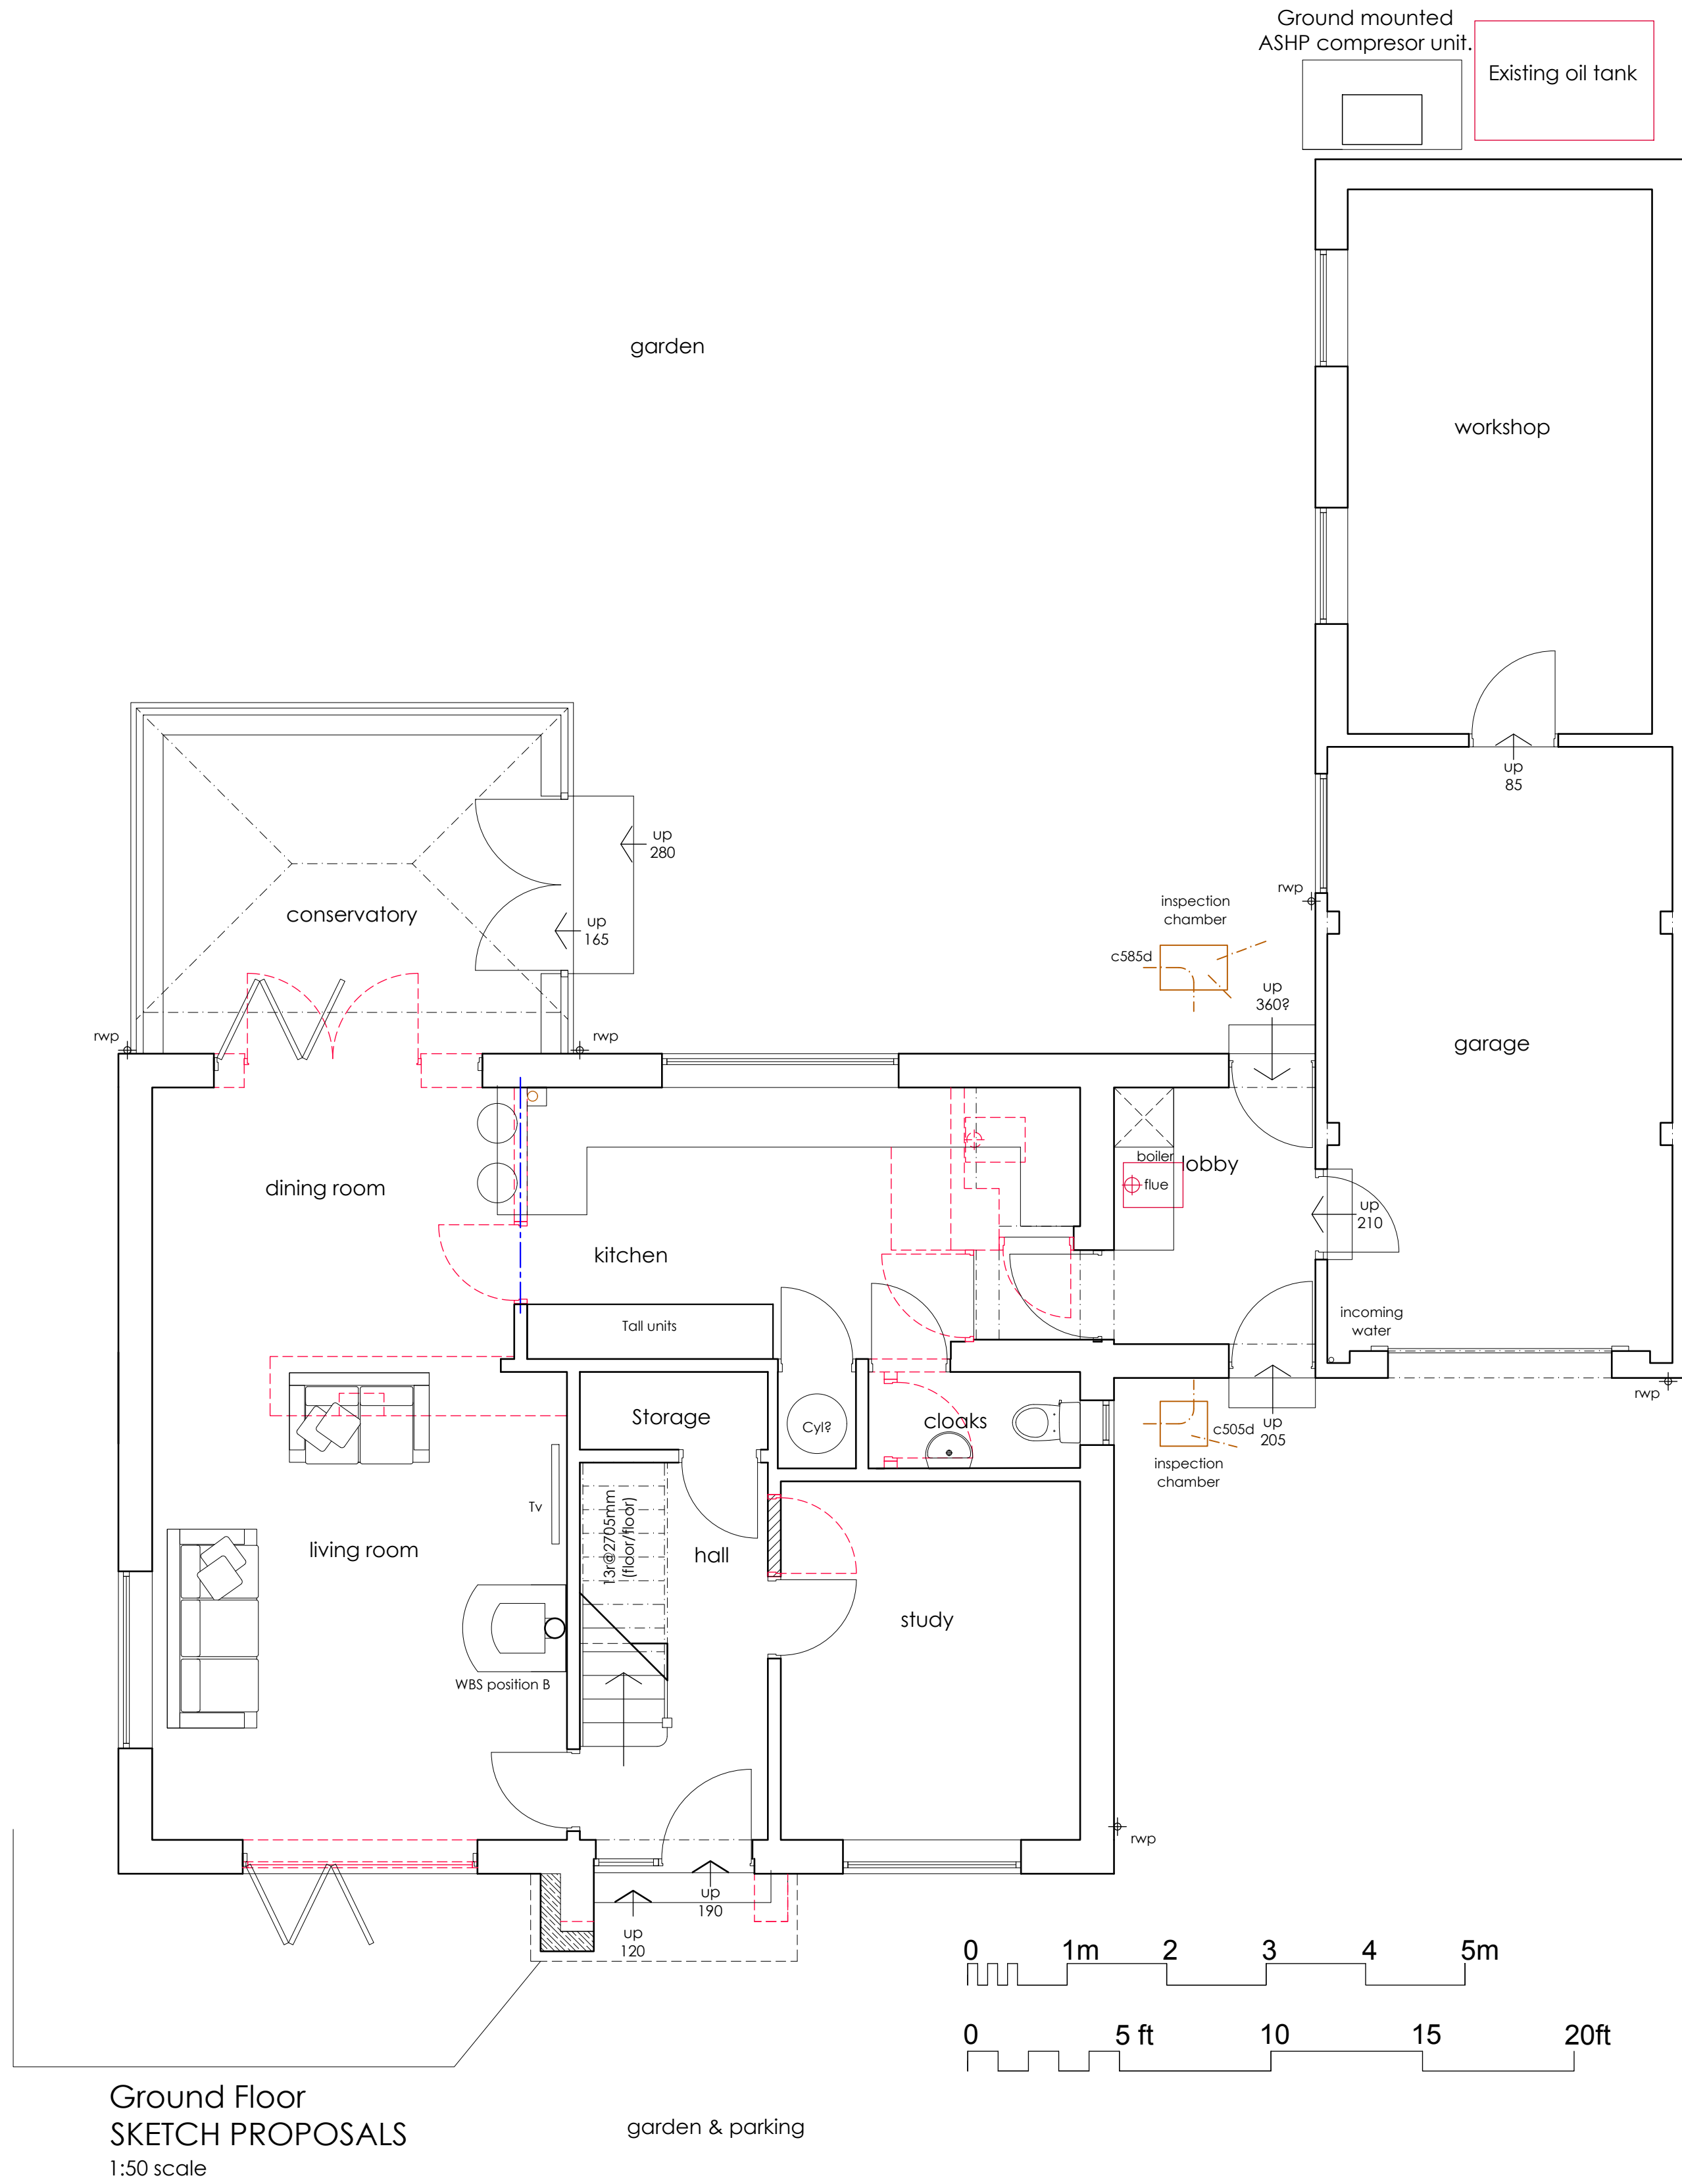 Ground mounted
ASHP compresor unit.
Existing oil tank
garden
workshop
up
85
up
280
conservatory
up
165
rwp
inspection
chamber
c585d
up
360?
rwp
rwp
garage
boiler
lobby
flue
dining room
up
210
kitchen
incoming
water
Tall units
rwp
Storage
Cyl?
cloaks
c505d
up
205
inspection
chamber
Tv
13r@2705mm
(floor/floor)
living room
hall
study
WBS position B
rwp
up
190
up
120
0 1m 2 3 4 5m
0 5 ft 10 15 20ft
Ground Floor
SKETCH PROPOSALS
1:50 scale
garden & parking